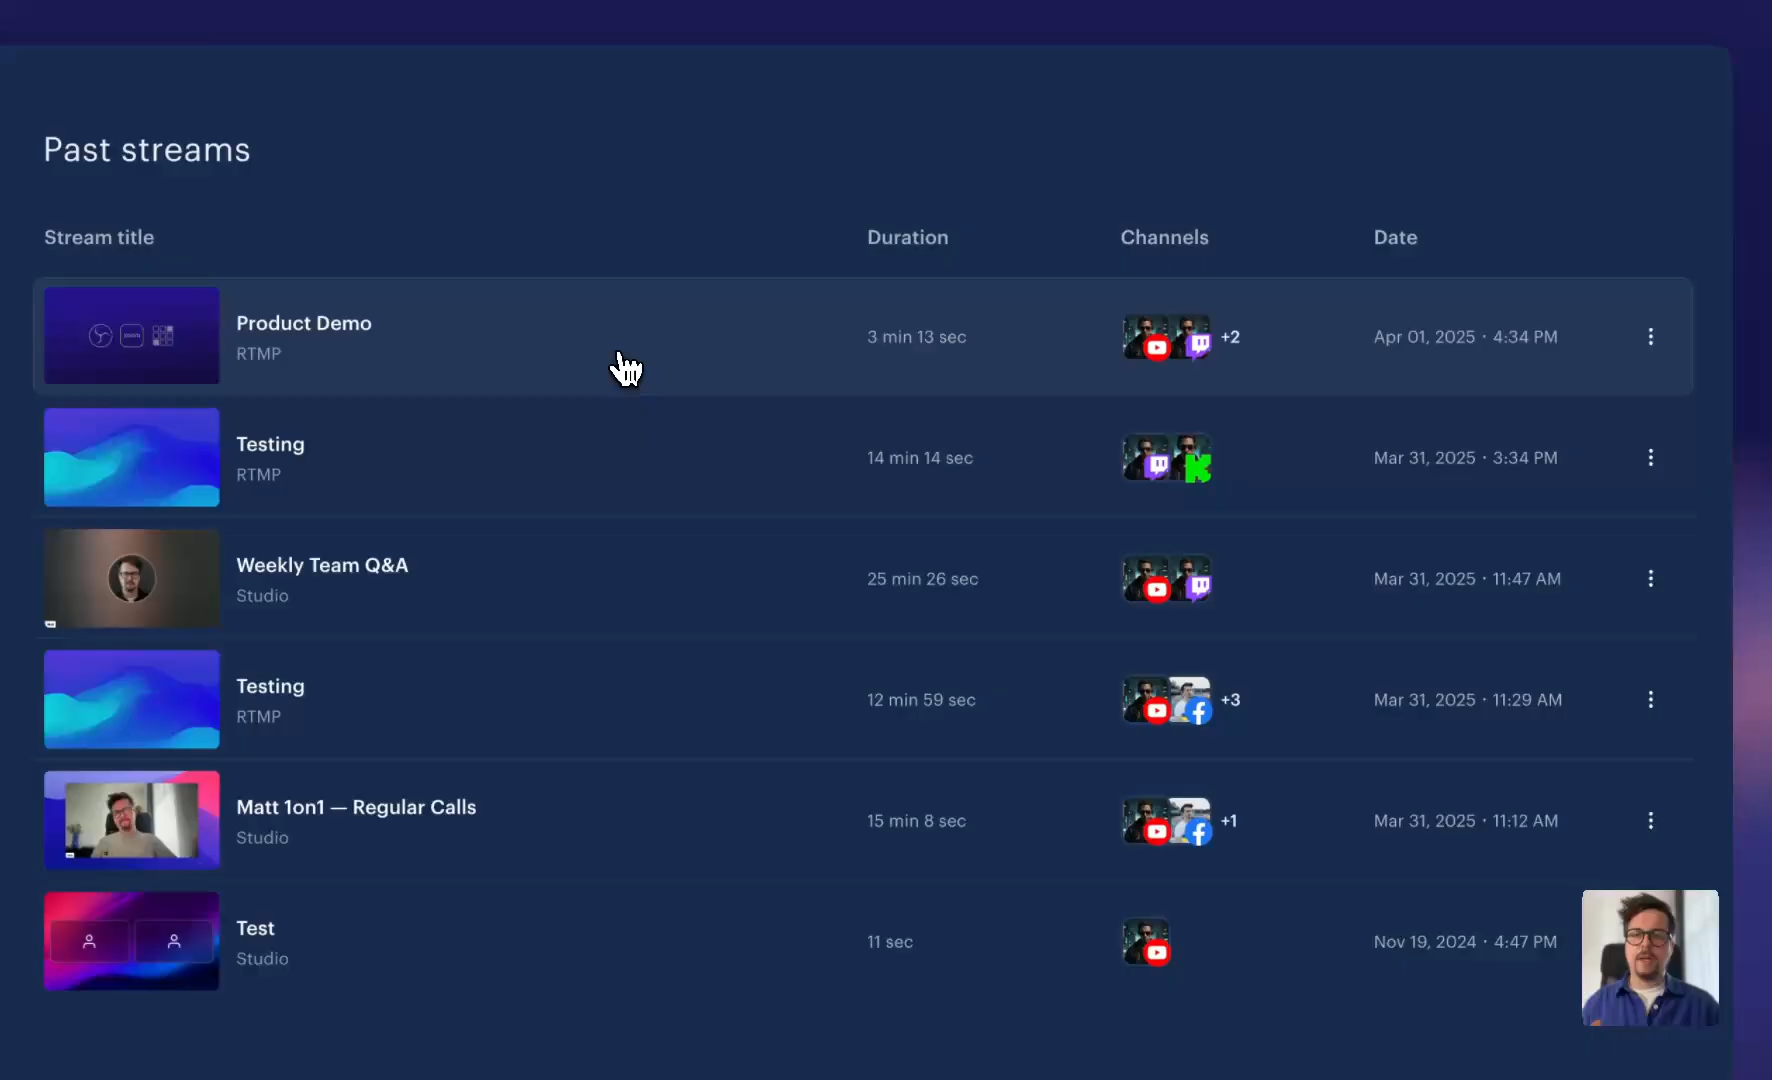 Past streams
Stream title Duration Channels Date
Product Demo
RTMP
3 min 13 sec +2 Apr 01, 2025 · 4:34 PM
Testing
RTMP
14 min 14 sec Mar 31, 2025 · 3:34 PM
Weekly Team Q&A
Studio
25 min 26 sec Mar 31, 2025 · 11:47 AM
Testing
RTMP
12 min 59 sec +3 Mar 31, 2025 · 11:29 AM
Matt 1on1 — Regular Calls
Studio
15 min 8 sec +1 Mar 31, 2025 · 11:12 AM
Test
Studio
11 sec Nov 19, 2024 · 4:47 PM